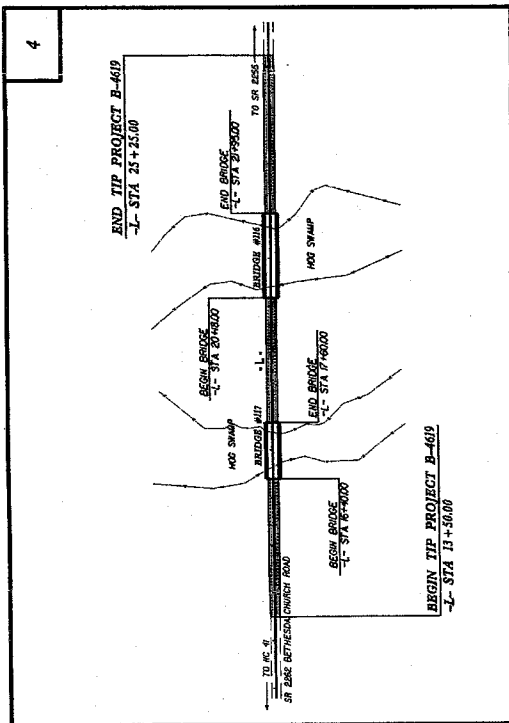 4
END TIP PROJECT B-4619
-L- STA 25+25.00
TO SR 2255
END BRIDGE
-L- STA 21+95.00
BRIDGE #116
HOG SWAMP
BEGIN BRIDGE
-L- STA 20+18.00
-L-
END BRIDGE
-L- STA 17+60.00
HOG SWAMP
BRIDGE #117
BEGIN BRIDGE
-L- STA 16+40.00
BEGIN TIP PROJECT B-4619
-L- STA 13+50.00
TO NC 41
SR 2262 BETHESDA CHURCH ROAD